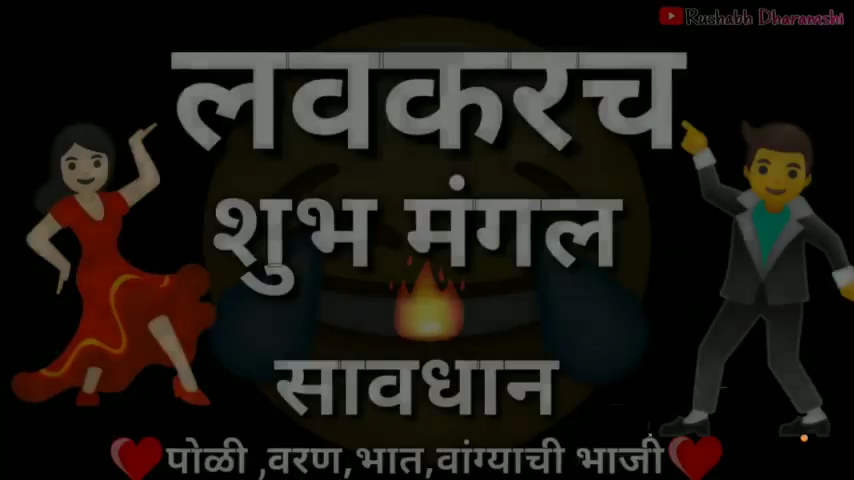 Rushabh Dharamshi
लवकरच
शुभ मंगल
सावधान
पोळी ,वरण,भात,वांग्याची भाजी